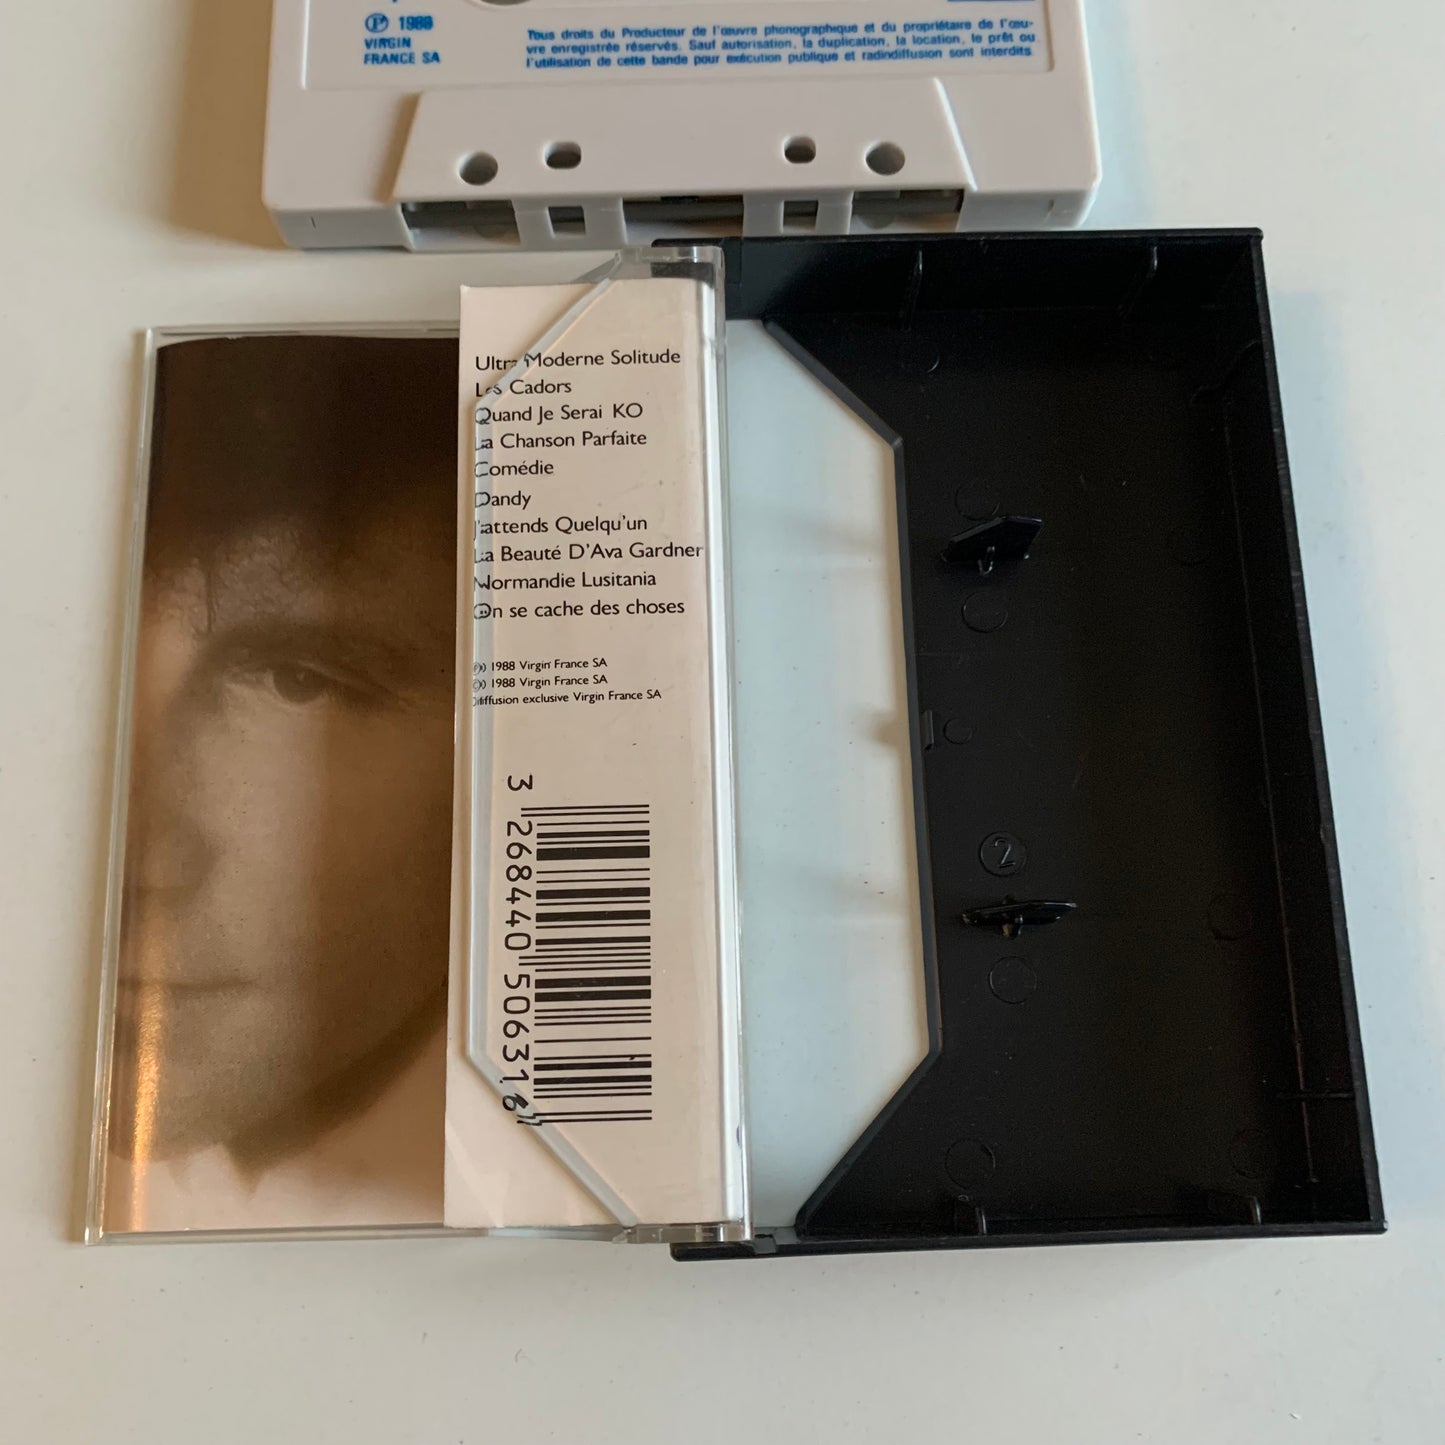 ℗ 1988
VIRGIN
FRANCE SA
Tous droits du Producteur de l'œuvre phonographique et du propriétaire de l'œu-
vre enregistrée réservés. Sauf autorisation, la duplication, la location, le prêt ou
l'utilisation de cette bande pour exécution publique et radiodiffusion sont interdits.
Ultra Moderne Solitude
Les Cadors
Quand Je Serai KO
La Chanson Parfaite
Comédie
Dandy
J'attends Quelqu'un
La Beauté D'Ava Gardner
Normandie Lusitania
On se cache des choses
℗ 1988 Virgin France SA
© 1988 Virgin France SA
Diffusion exclusive Virgin France SA
3 268440 50631
2